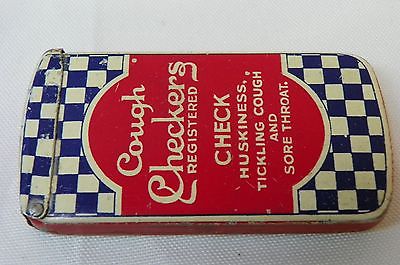 Cough
Checkers
REGISTERED
CHECK
HUSKINESS,
TICKLING COUGH
AND
SORE THROAT.